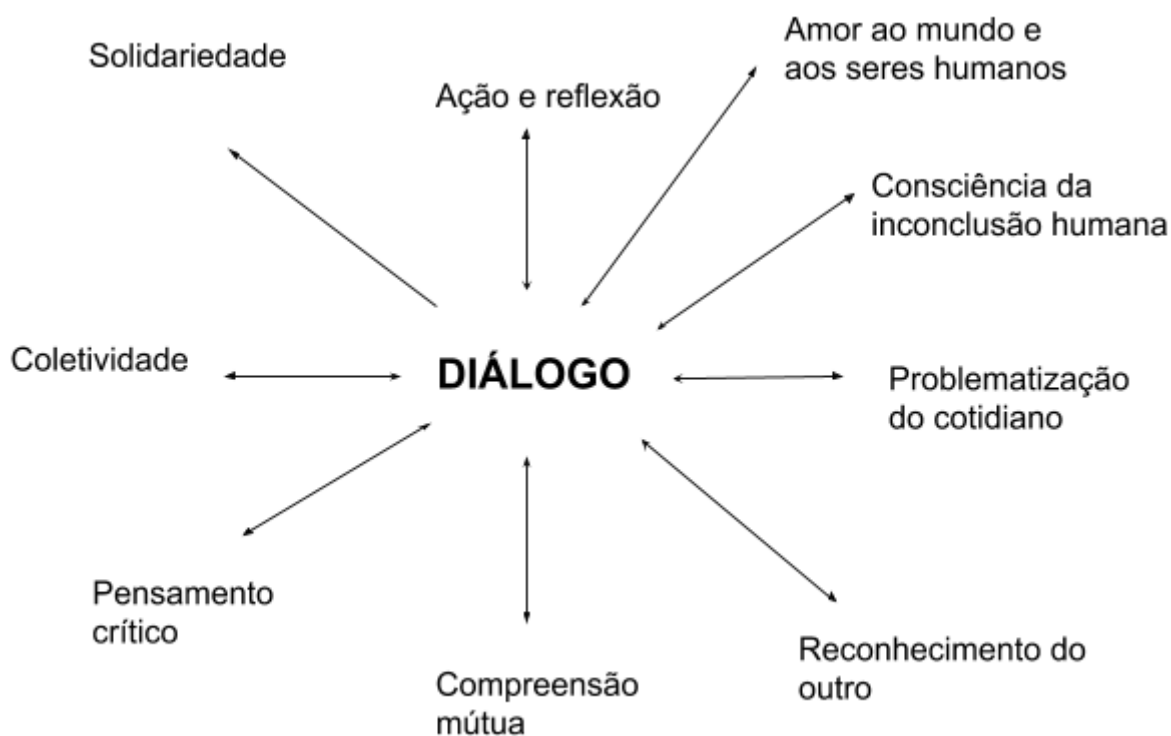 Solidariedade
Ação e reflexão
Amor ao mundo e
aos seres humanos
Consciência da
inconclusão humana
Coletividade
DIÁLOGO
Problematização
do cotidiano
Pensamento
crítico
Compreensão
mútua
Reconhecimento do
outro